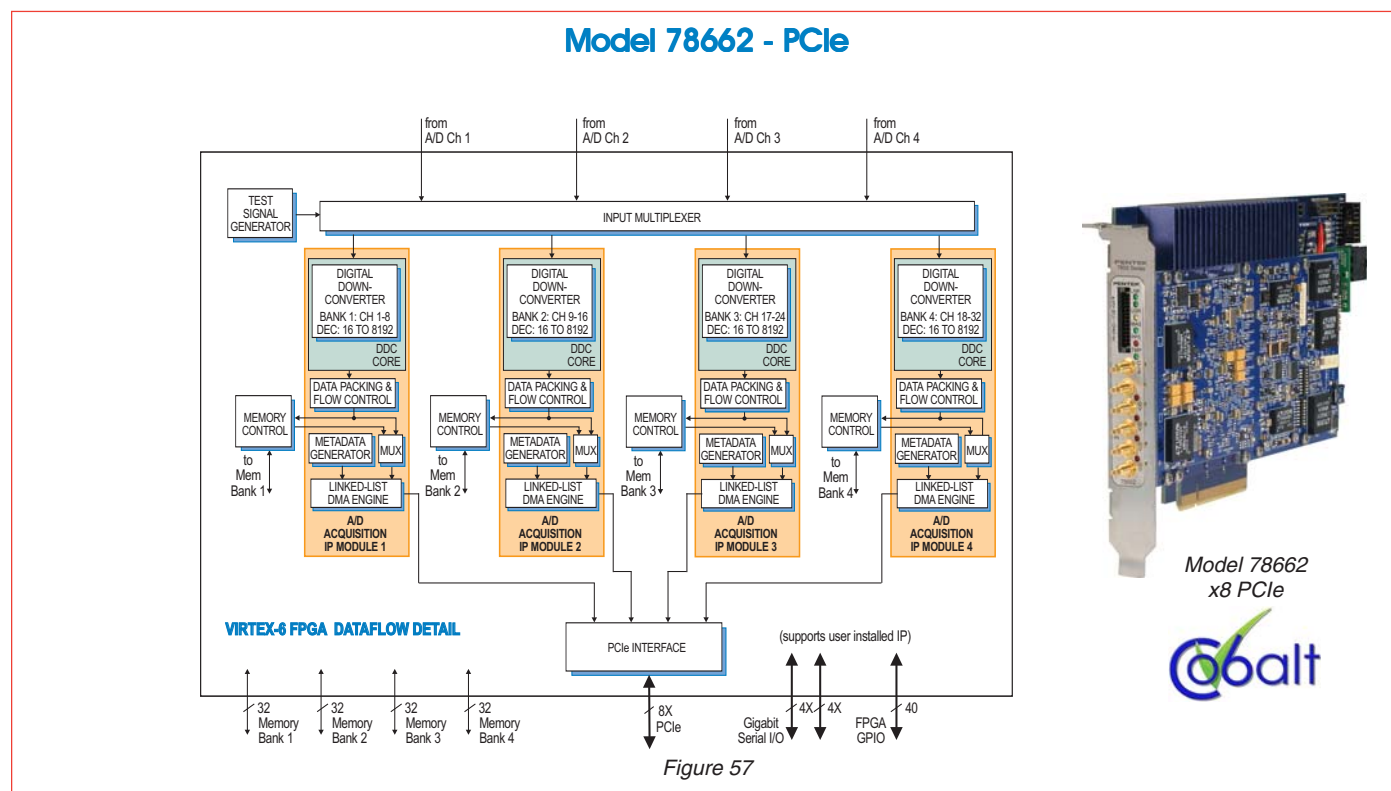 Model 78662 - PCIe
from
A/D Ch 1
from
A/D Ch 2
from
A/D Ch 3
from
A/D Ch 4
TEST
SIGNAL
GENERATOR
INPUT MULTIPLEXER
DIGITAL
DOWN-
CONVERTER
BANK 1: CH 1-8
DEC: 16 TO 8192
DDC
CORE
DATA PACKING &
FLOW CONTROL
MEMORY
CONTROL
METADATA
GENERATOR
MUX
to
Mem
Bank 1
LINKED-LIST
DMA ENGINE
A/D
ACQUISITION
IP MODULE 1
DIGITAL
DOWN-
CONVERTER
BANK 2: CH 9-16
DEC: 16 TO 8192
DDC
CORE
DATA PACKING &
FLOW CONTROL
MEMORY
CONTROL
METADATA
GENERATOR
MUX
to
Mem
Bank 2
LINKED-LIST
DMA ENGINE
A/D
ACQUISITION
IP MODULE 2
DIGITAL
DOWN-
CONVERTER
BANK 3: CH 17-24
DEC: 16 TO 8192
DDC
CORE
DATA PACKING &
FLOW CONTROL
MEMORY
CONTROL
METADATA
GENERATOR
MUX
to
Mem
Bank 3
LINKED-LIST
DMA ENGINE
A/D
ACQUISITION
IP MODULE 3
DIGITAL
DOWN-
CONVERTER
BANK 4: CH 18-32
DEC: 16 TO 8192
DDC
CORE
DATA PACKING &
FLOW CONTROL
MEMORY
CONTROL
METADATA
GENERATOR
MUX
to
Mem
Bank 4
LINKED-LIST
DMA ENGINE
A/D
ACQUISITION
IP MODULE 4
VIRTEX-6 FPGA DATAFLOW DETAIL
PCIe INTERFACE
(supports user installed IP)
32
Memory
Bank 1
32
Memory
Bank 2
32
Memory
Bank 3
32
Memory
Bank 4
8X
PCIe
4X
4X
Gigabit
Serial I/O
40
FPGA
GPIO
Figure 57
PENTEK
Model 78662
x8 PCIe
Cobalt